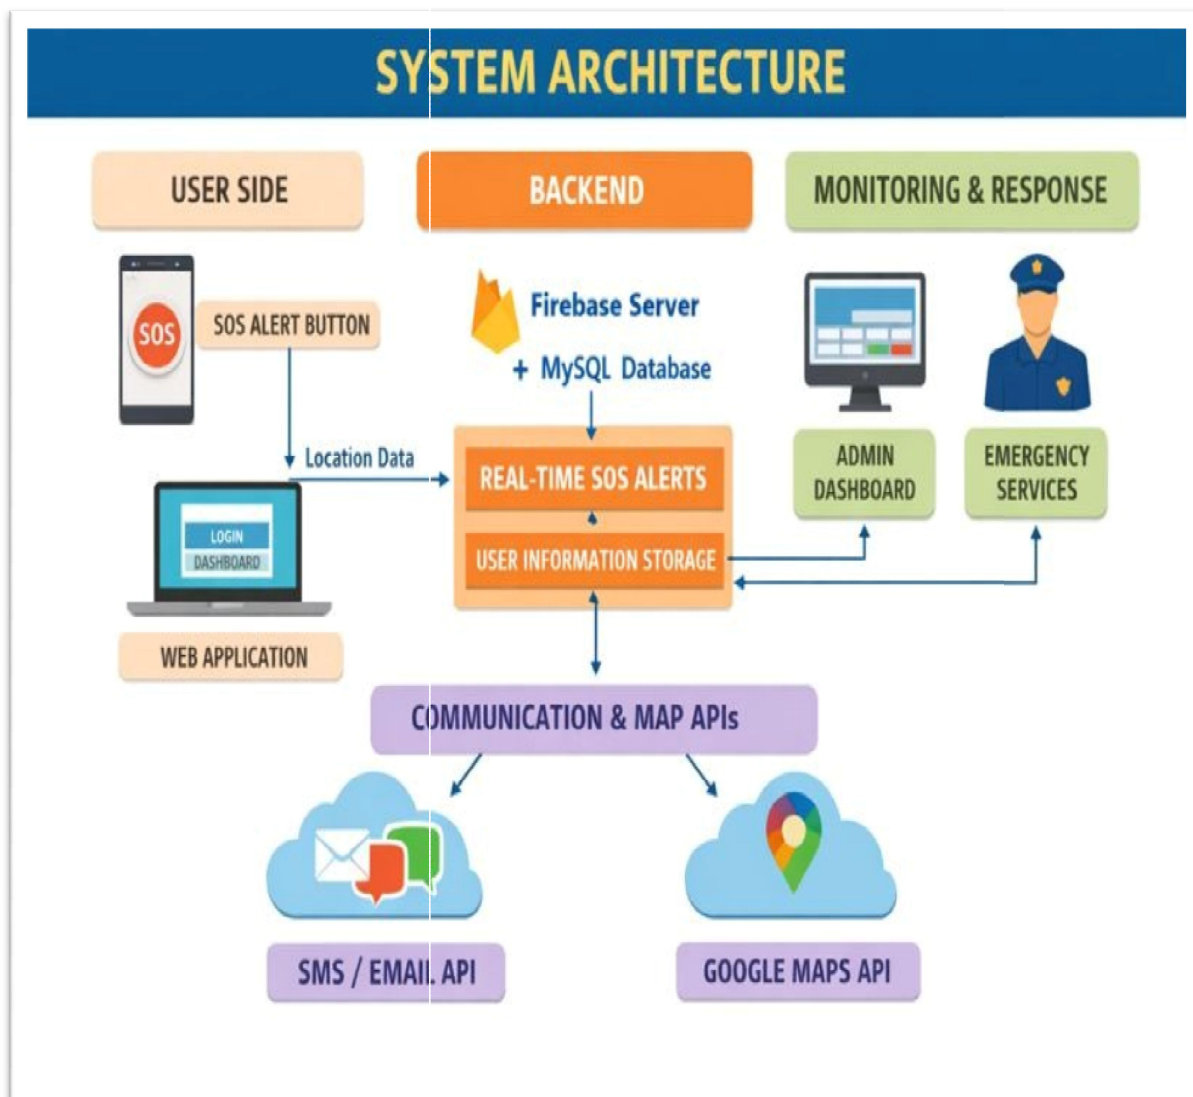 SYSTEM ARCHITECTURE
USER SIDE
BACKEND
MONITORING & RESPONSE
SOS
SOS ALERT BUTTON
Firebase Server
+ MySQL Database
Location Data
LOGIN
DASHBOARD
WEB APPLICATION
REAL-TIME SOS ALERTS
USER INFORMATION STORAGE
ADMIN
DASHBOARD
EMERGENCY
SERVICES
COMMUNICATION & MAP APIs
SMS / EMAIL API
GOOGLE MAPS API